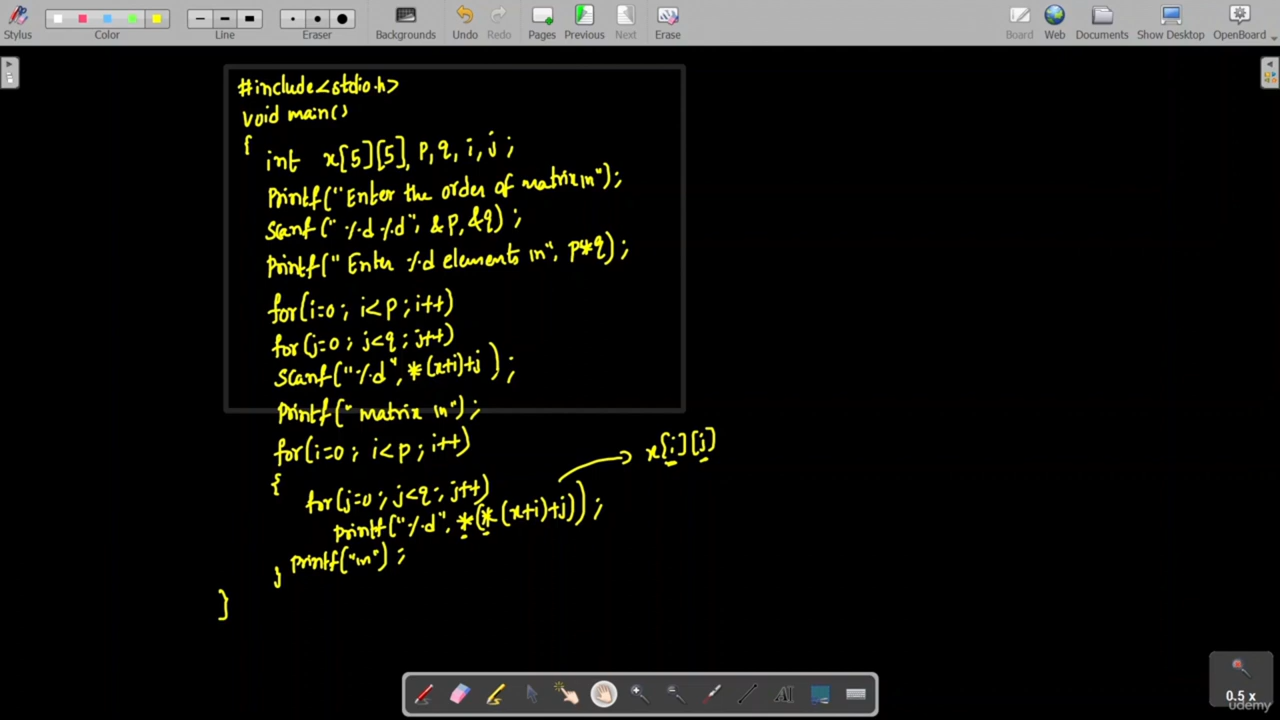 Stylus
Color
Line
Eraser
Backgrounds
Undo
Redo
Pages
Previous
Next
Erase
Board
Web
Documents
Show Desktop
OpenBoard
#include<stdio.h>
void main()
{
int x[5][5], p, q, i, j ;
Printf("Enter the order of matrix\n");
Scanf ("%d%d", &p, &q) ;
Printf(" Enter %d elements \n", p*q) ;
for(i=0 ; i<p ; i++)
for(j=0 ; j<q ; j++)
Scanf("%d", *(x+i)+j ) ;
Printf(" matrix \n") ;
for(i=0 ; i<p ; i++)
x[i][j]
{
for(j=0 ; j<q ; j++)
printf("%d", *(*(x+i)+j)) ;
printf("\n") ;
}
}
0.5 x
udemy